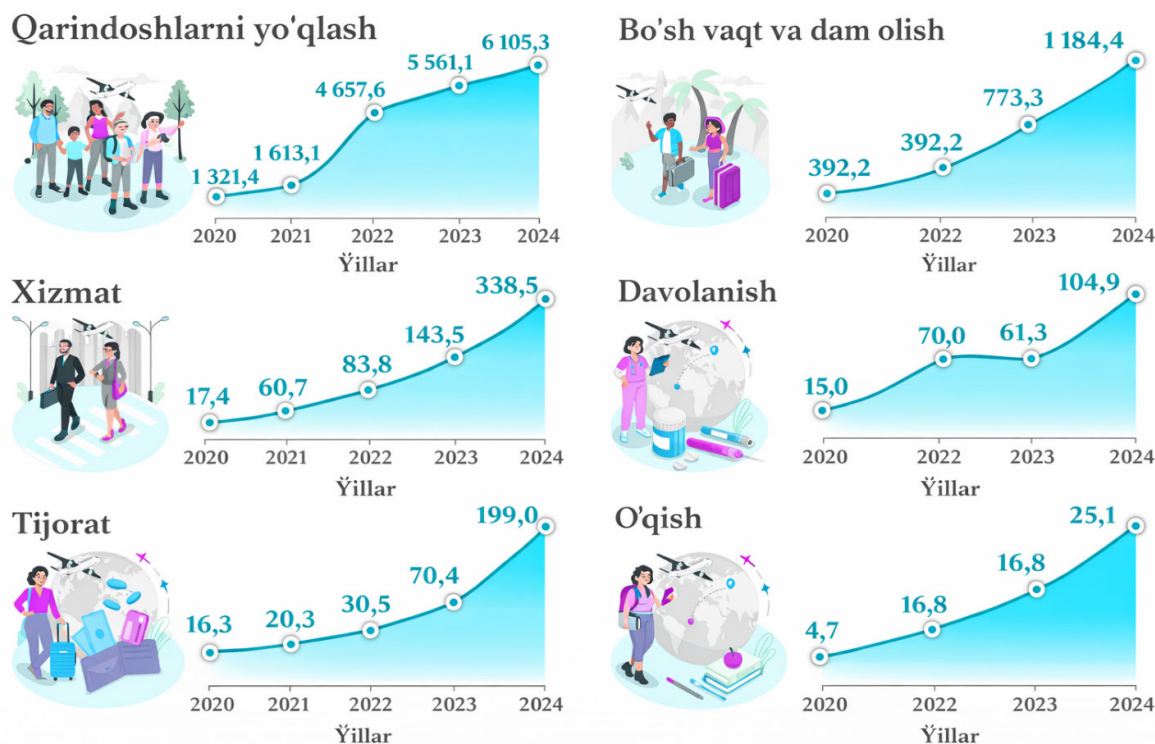 Qarindoshlarni yo‘qlash
1 321,4
1 613,1
4 657,6
5 561,1
6 105,3
2020 2021 2022 2023 2024
Ÿillar
Bo‘sh vaqt va dam olish
392,2
392,2
773,3
1 184,4
2020 2022 2023 2024
Ÿillar
Xizmat
17,4
60,7
83,8
143,5
338,5
2020 2021 2022 2023 2024
Ÿillar
Davolanish
15,0
70,0
61,3
104,9
2020 2022 2023 2024
Ÿillar
Tijorat
16,3
20,3
30,5
70,4
199,0
2020 2021 2022 2023 2024
Ÿillar
O’qish
4,7
16,8
16,8
25,1
2020 2022 2023 2024
Ÿillar